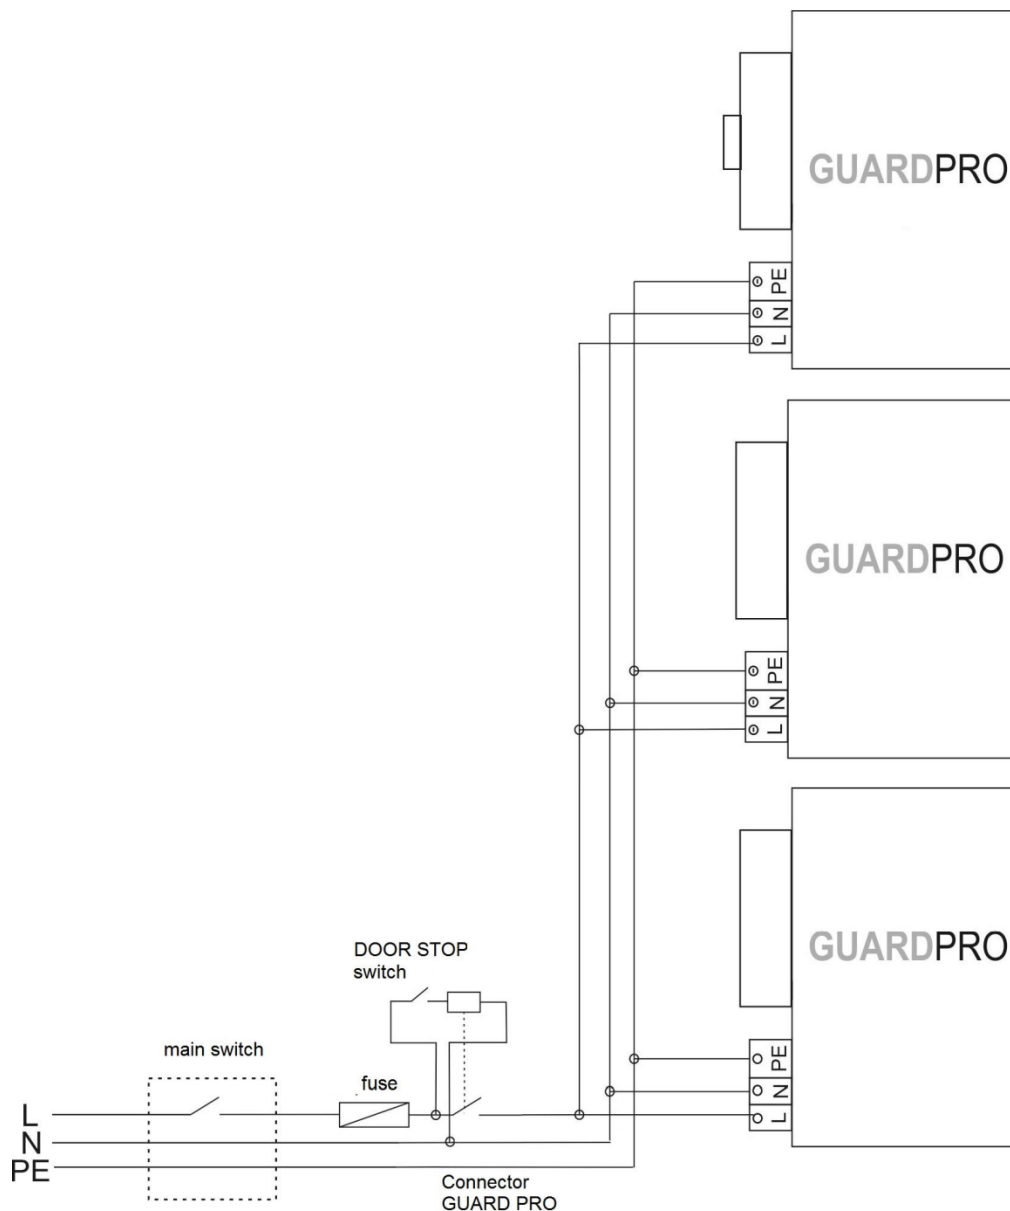 GUARDPRO
PE
N
L
GUARDPRO
PE
N
L
GUARDPRO
PE
N
L
DOOR STOP
switch
main switch
fuse
L
N
PE
Connector
GUARD PRO